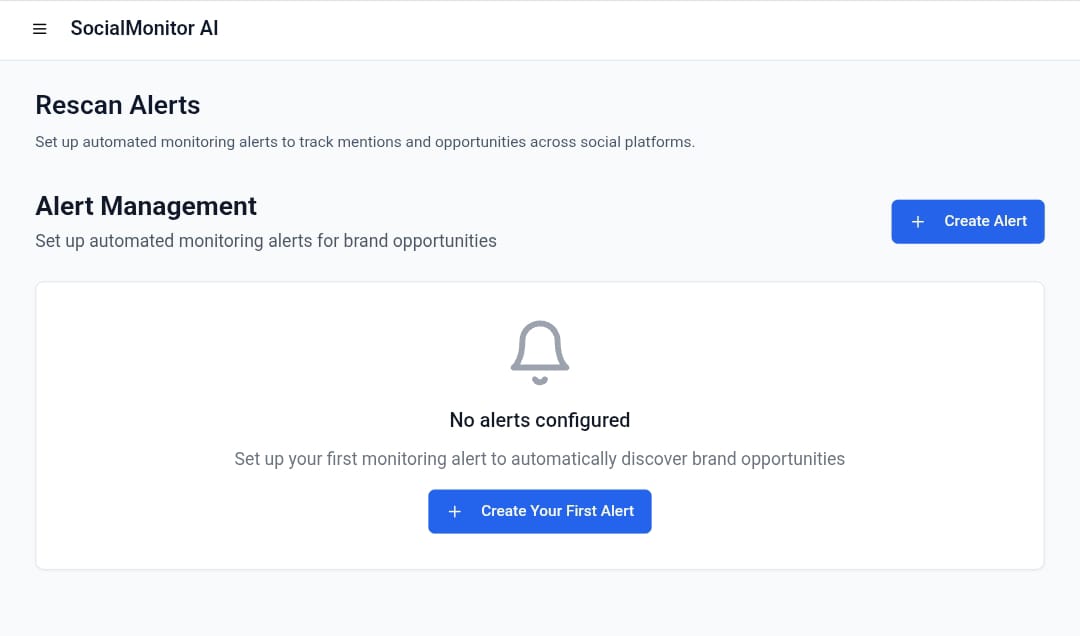 SocialMonitor AI
Rescan Alerts
Set up automated monitoring alerts to track mentions and opportunities across social platforms.
Alert Management
Set up automated monitoring alerts for brand opportunities
Create Alert
No alerts configured
Set up your first monitoring alert to automatically discover brand opportunities
Create Your First Alert